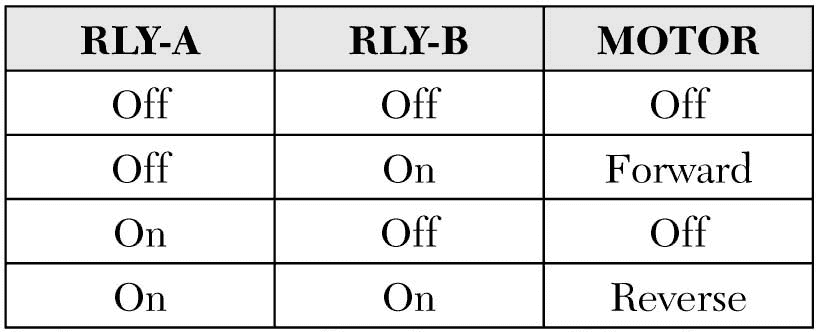 RLY-A RLY-B MOTOR
Off Off Off
Off On Forward
On Off Off
On On Reverse